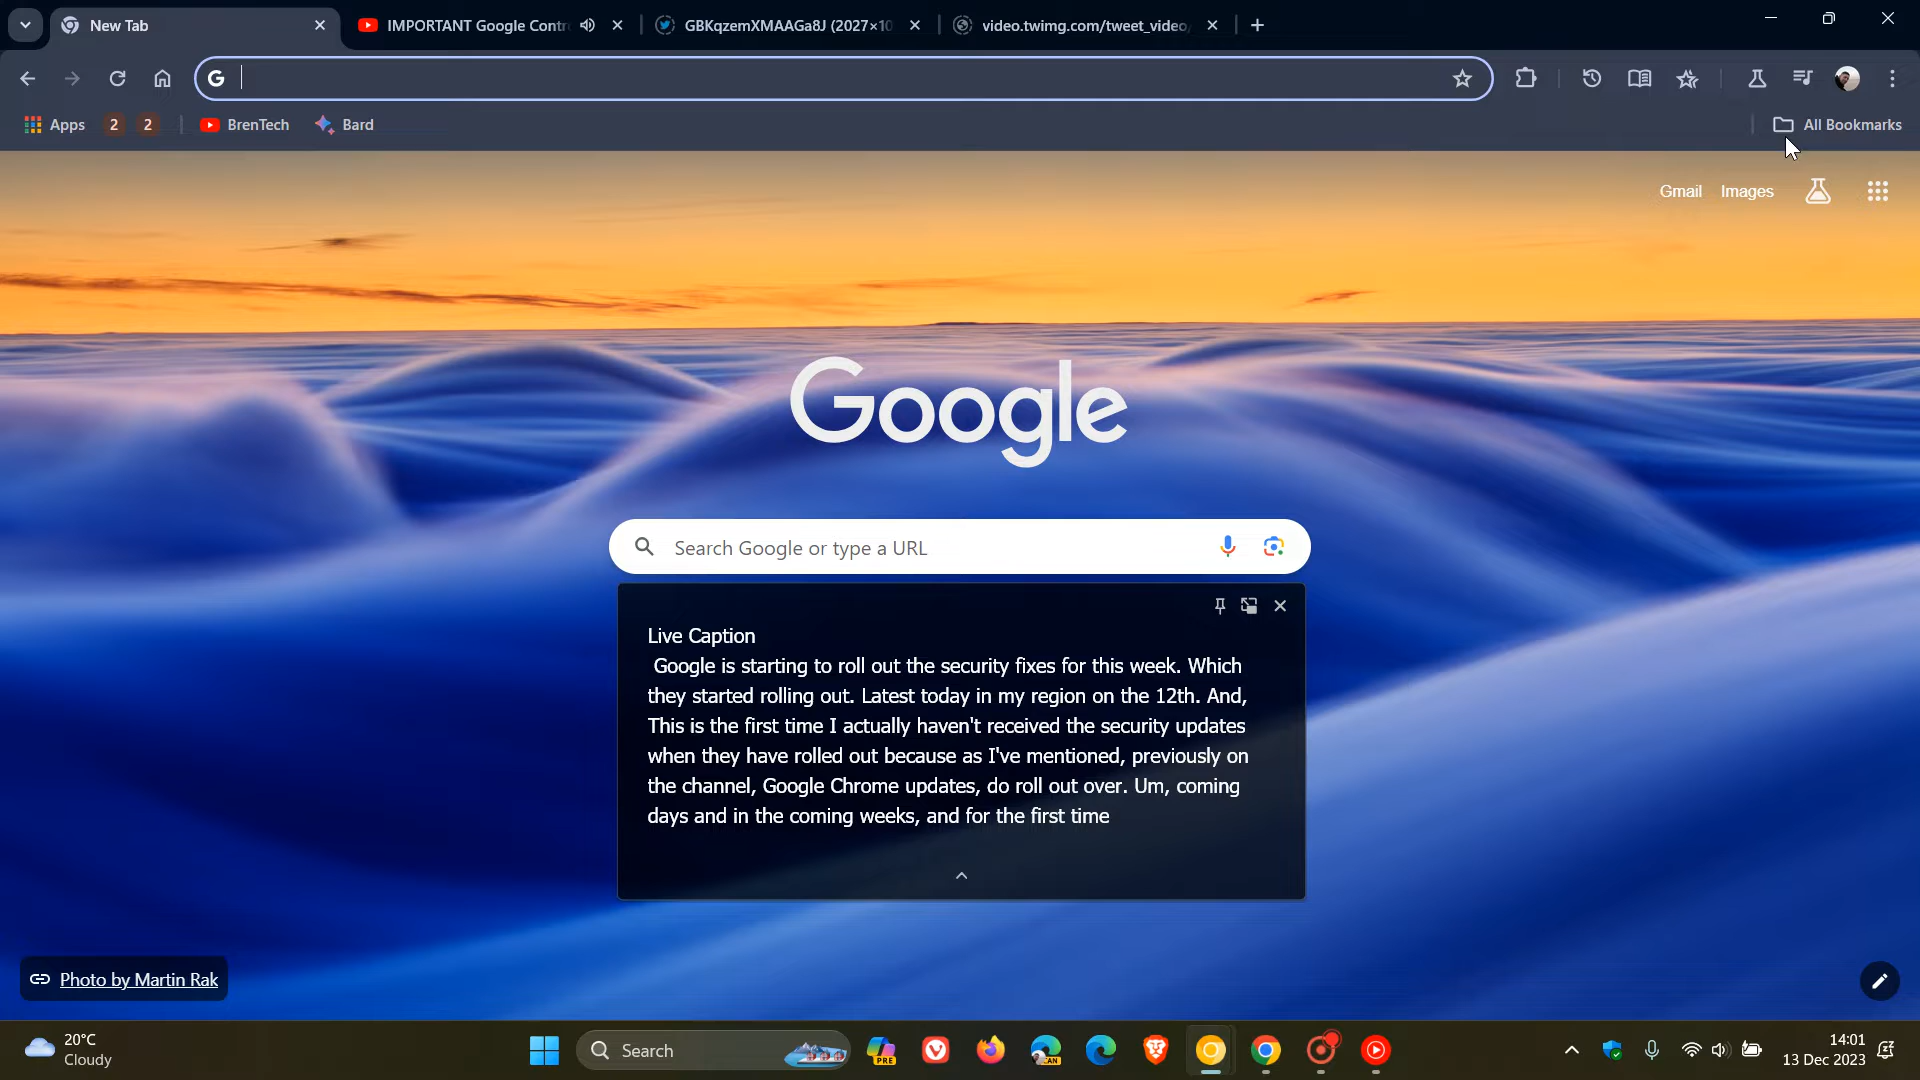 New Tab
IMPORTANT Google Contr
GBKqzemXMAAGa8J (2027×10
video.twimg.com/tweet_video
G
Apps
2
2
BrenTech
Bard
All Bookmarks
Gmail
Images
Google
Search Google or type a URL
Live Caption
Google is starting to roll out the security fixes for this week. Which
they started rolling out. Latest today in my region on the 12th. And,
This is the first time I actually haven't received the security updates
when they have rolled out because as I've mentioned, previously on
the channel, Google Chrome updates, do roll out over. Um, coming
days and in the coming weeks, and for the first time
Photo by Martin Rak
20°C
Cloudy
Search
PRE
CAN
14:01
13 Dec 2023